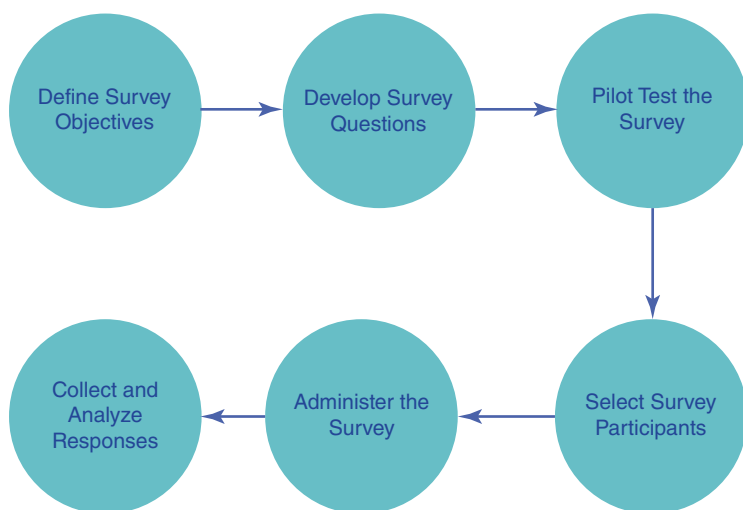 Define Survey
Objectives
Develop Survey
Questions
Pilot Test the
Survey
Select Survey
Participants
Administer the
Survey
Collect and
Analyze
Responses